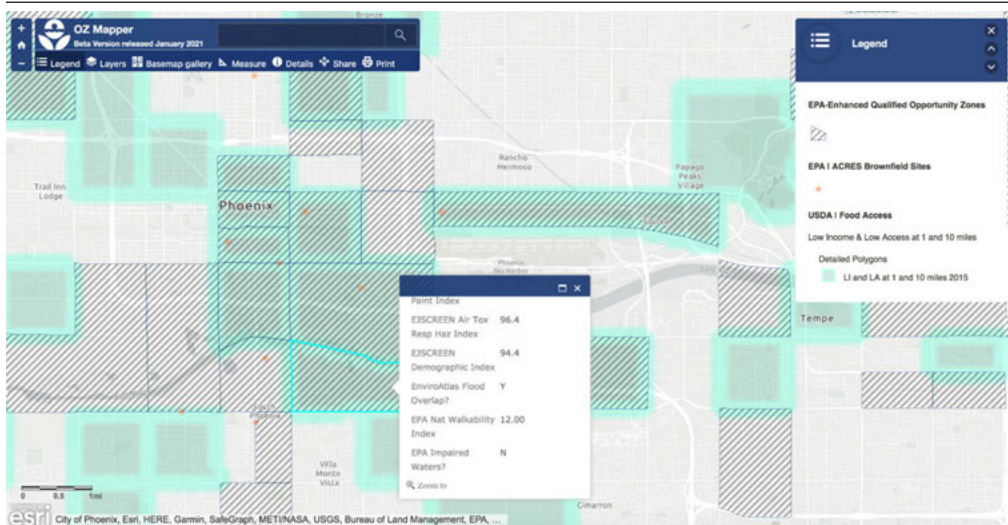 Bronze
OZ Mapper
Beta Version released January 2021
Legend Layers Basemap gallery Measure Details Share Print
Legend
EPA-Enhanced Qualified Opportunity Zones
EPA I ACRES Brownfield Sites
USDA I Food Access
Low Income & Low Access at 1 and 10 miles
Detailed Polygons
LI and LA at 1 and 10 miles 2015
Rancho
Hermoso
Papago
Peaks
Village
Trail Inn
Lodge
Phoenix
Phoenix
Sky Harbor
Tempe
Paint Index
EJSCREEN Air Tox 96.4
Resp Haz Index
EJSCREEN 94.4
Demographic Index
EnviroAtlas Flood Y
Overlap?
EPA Nat Walkability 12.00
Index
EPA Impaired N
Waters?
Zoom to
South
Phoenix
Villa
Monte
Vista
Cimarron
0 0.5 1mi
esri City of Phoenix, Esri, HERE, Garmin, SafeGraph, METI/NASA, USGS, Bureau of Land Management, EPA, ...